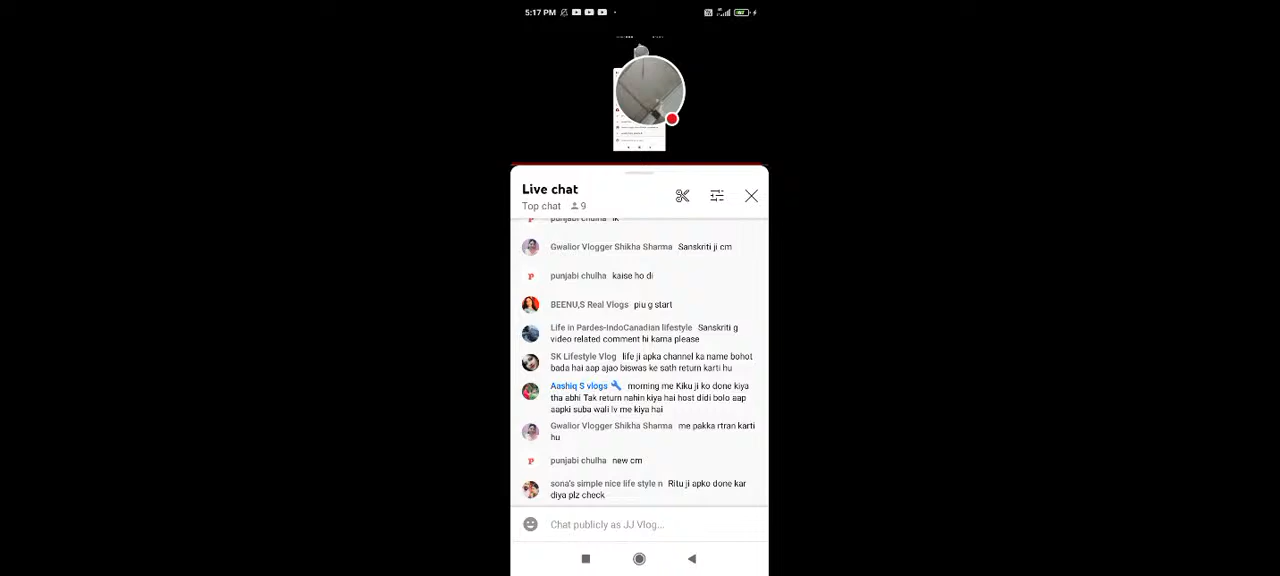 5:17 PM
Live chat
Top chat 9
punjabi chulha ik
Gwalior Vlogger Shikha Sharma Sanskriti ji cm
punjabi chulha kaise ho di
BEENU,S Real Vlogs piu g start
Life in Pardes-IndoCanadian lifestyle Sanskriti g
video related comment hi karna please
SK Lifestyle Vlog life ji apka channel ka name bohot
bada hai aap ajao biswas ke sath return karti hu
Aashiq S vlogs morning me Kiku ji ko done kiya
tha abhi Tak return nahin kiya hai host didi bolo aap
aapki suba wali lv me kiya hai
Gwalior Vlogger Shikha Sharma me pakka rtran karti
hu
punjabi chulha new cm
sona's simple nice life style n Ritu ji apko done kar
diya plz check
Chat publicly as JJ Vlog...